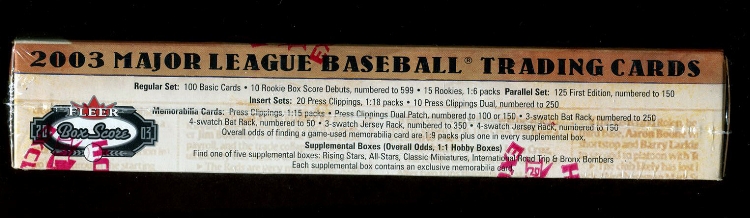 2003 MAJOR LEAGUE BASEBALL® TRADING CARDS
Regular Set: 100 Basic Cards • 10 Rookie Box Score Debuts, numbered to 599 • 15 Rookies, 1:6 packs Parallel Set: 125 First Edition, numbered to 150
Insert Sets: 20 Press Clippings, 1:18 packs • 10 Press Clippings Dual, numbered to 250
Memorabilia Cards: Press Clippings, 1:15 packs • Press Clippings Dual Patch, numbered to 100 or 150 • 3-swatch Bat Rack, numbered to 250
4-swatch Bat Rack, numbered to 50 • 3-swatch Jersey Rack, numbered to 350 • 4-swatch Jersey Rack, numbered to 150
Overall odds of finding a game-used memorabilia card are 1:9 packs plus one in every supplemental box.
Supplemental Boxes (Overall Odds, 1:1 Hobby Boxes)
Find one of five supplemental boxes: Rising Stars, All-Stars, Classic Miniatures, International Road Trip & Bronx Bombers
Each supplemental box contains an exclusive memorabilia card.
FLEER
20 Box Score 03
Aaron Boone
shortstop and Barry Larkin